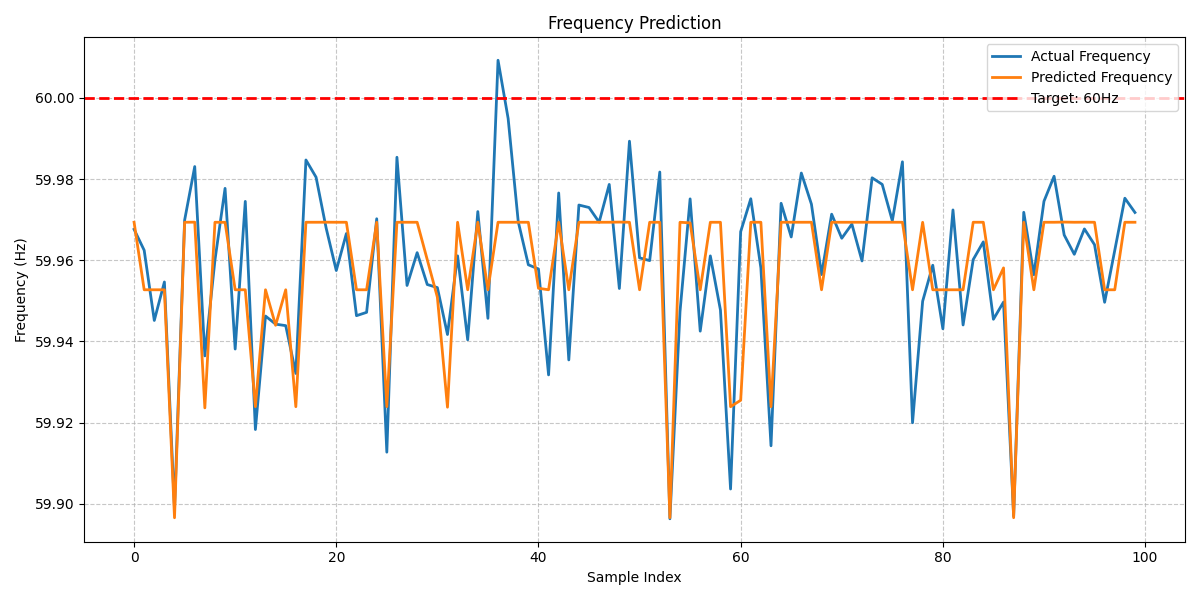 Frequency Prediction
Actual Frequency
Predicted Frequency
Target: 60Hz
Frequency (Hz)
60.00
59.98
59.96
59.94
59.92
59.90
0 20 40 60 80 100
Sample Index